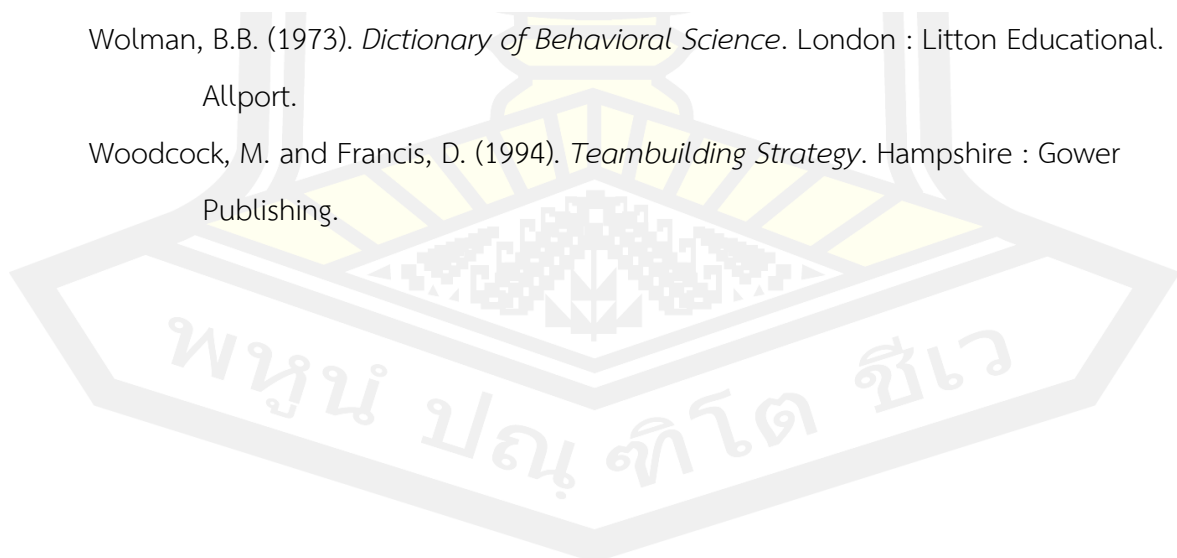 Wolman, B.B. (1973). Dictionary of Behavioral Science. London : Litton Educational.
Allport.
Woodcock, M. and Francis, D. (1994). Teambuilding Strategy. Hampshire : Gower
Publishing.
พหูนํ ปณฺฑิโต ชีเว